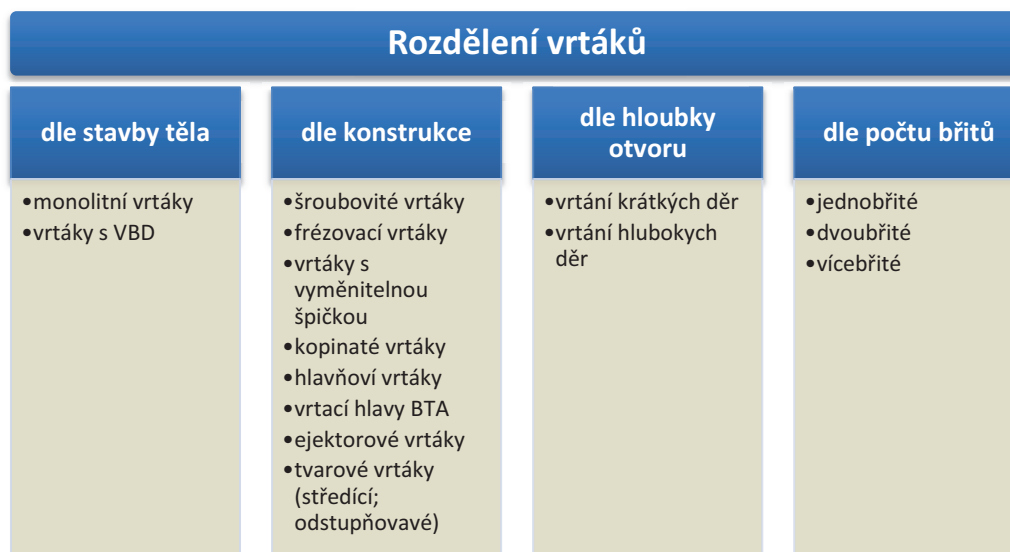 Rozdělení vrtáků
dle stavby těla
•monolitní vrtáky
•vrtáky s VBD
dle konstrukce
•šroubovité vrtáky
•frézovací vrtáky
•vrtáky s
vyměnitelnou
špičkou
•kopinaté vrtáky
•hlavňoví vrtáky
•vrtací hlavy BTA
•ejektorové vrtáky
•tvarové vrtáky
(středící;
odstupňovavé)
dle hloubky
otvoru
•vrtání krátkých děr
•vrtání hlubokych
děr
dle počtu břitů
•jednobřité
•dvoubřité
•vícebřité